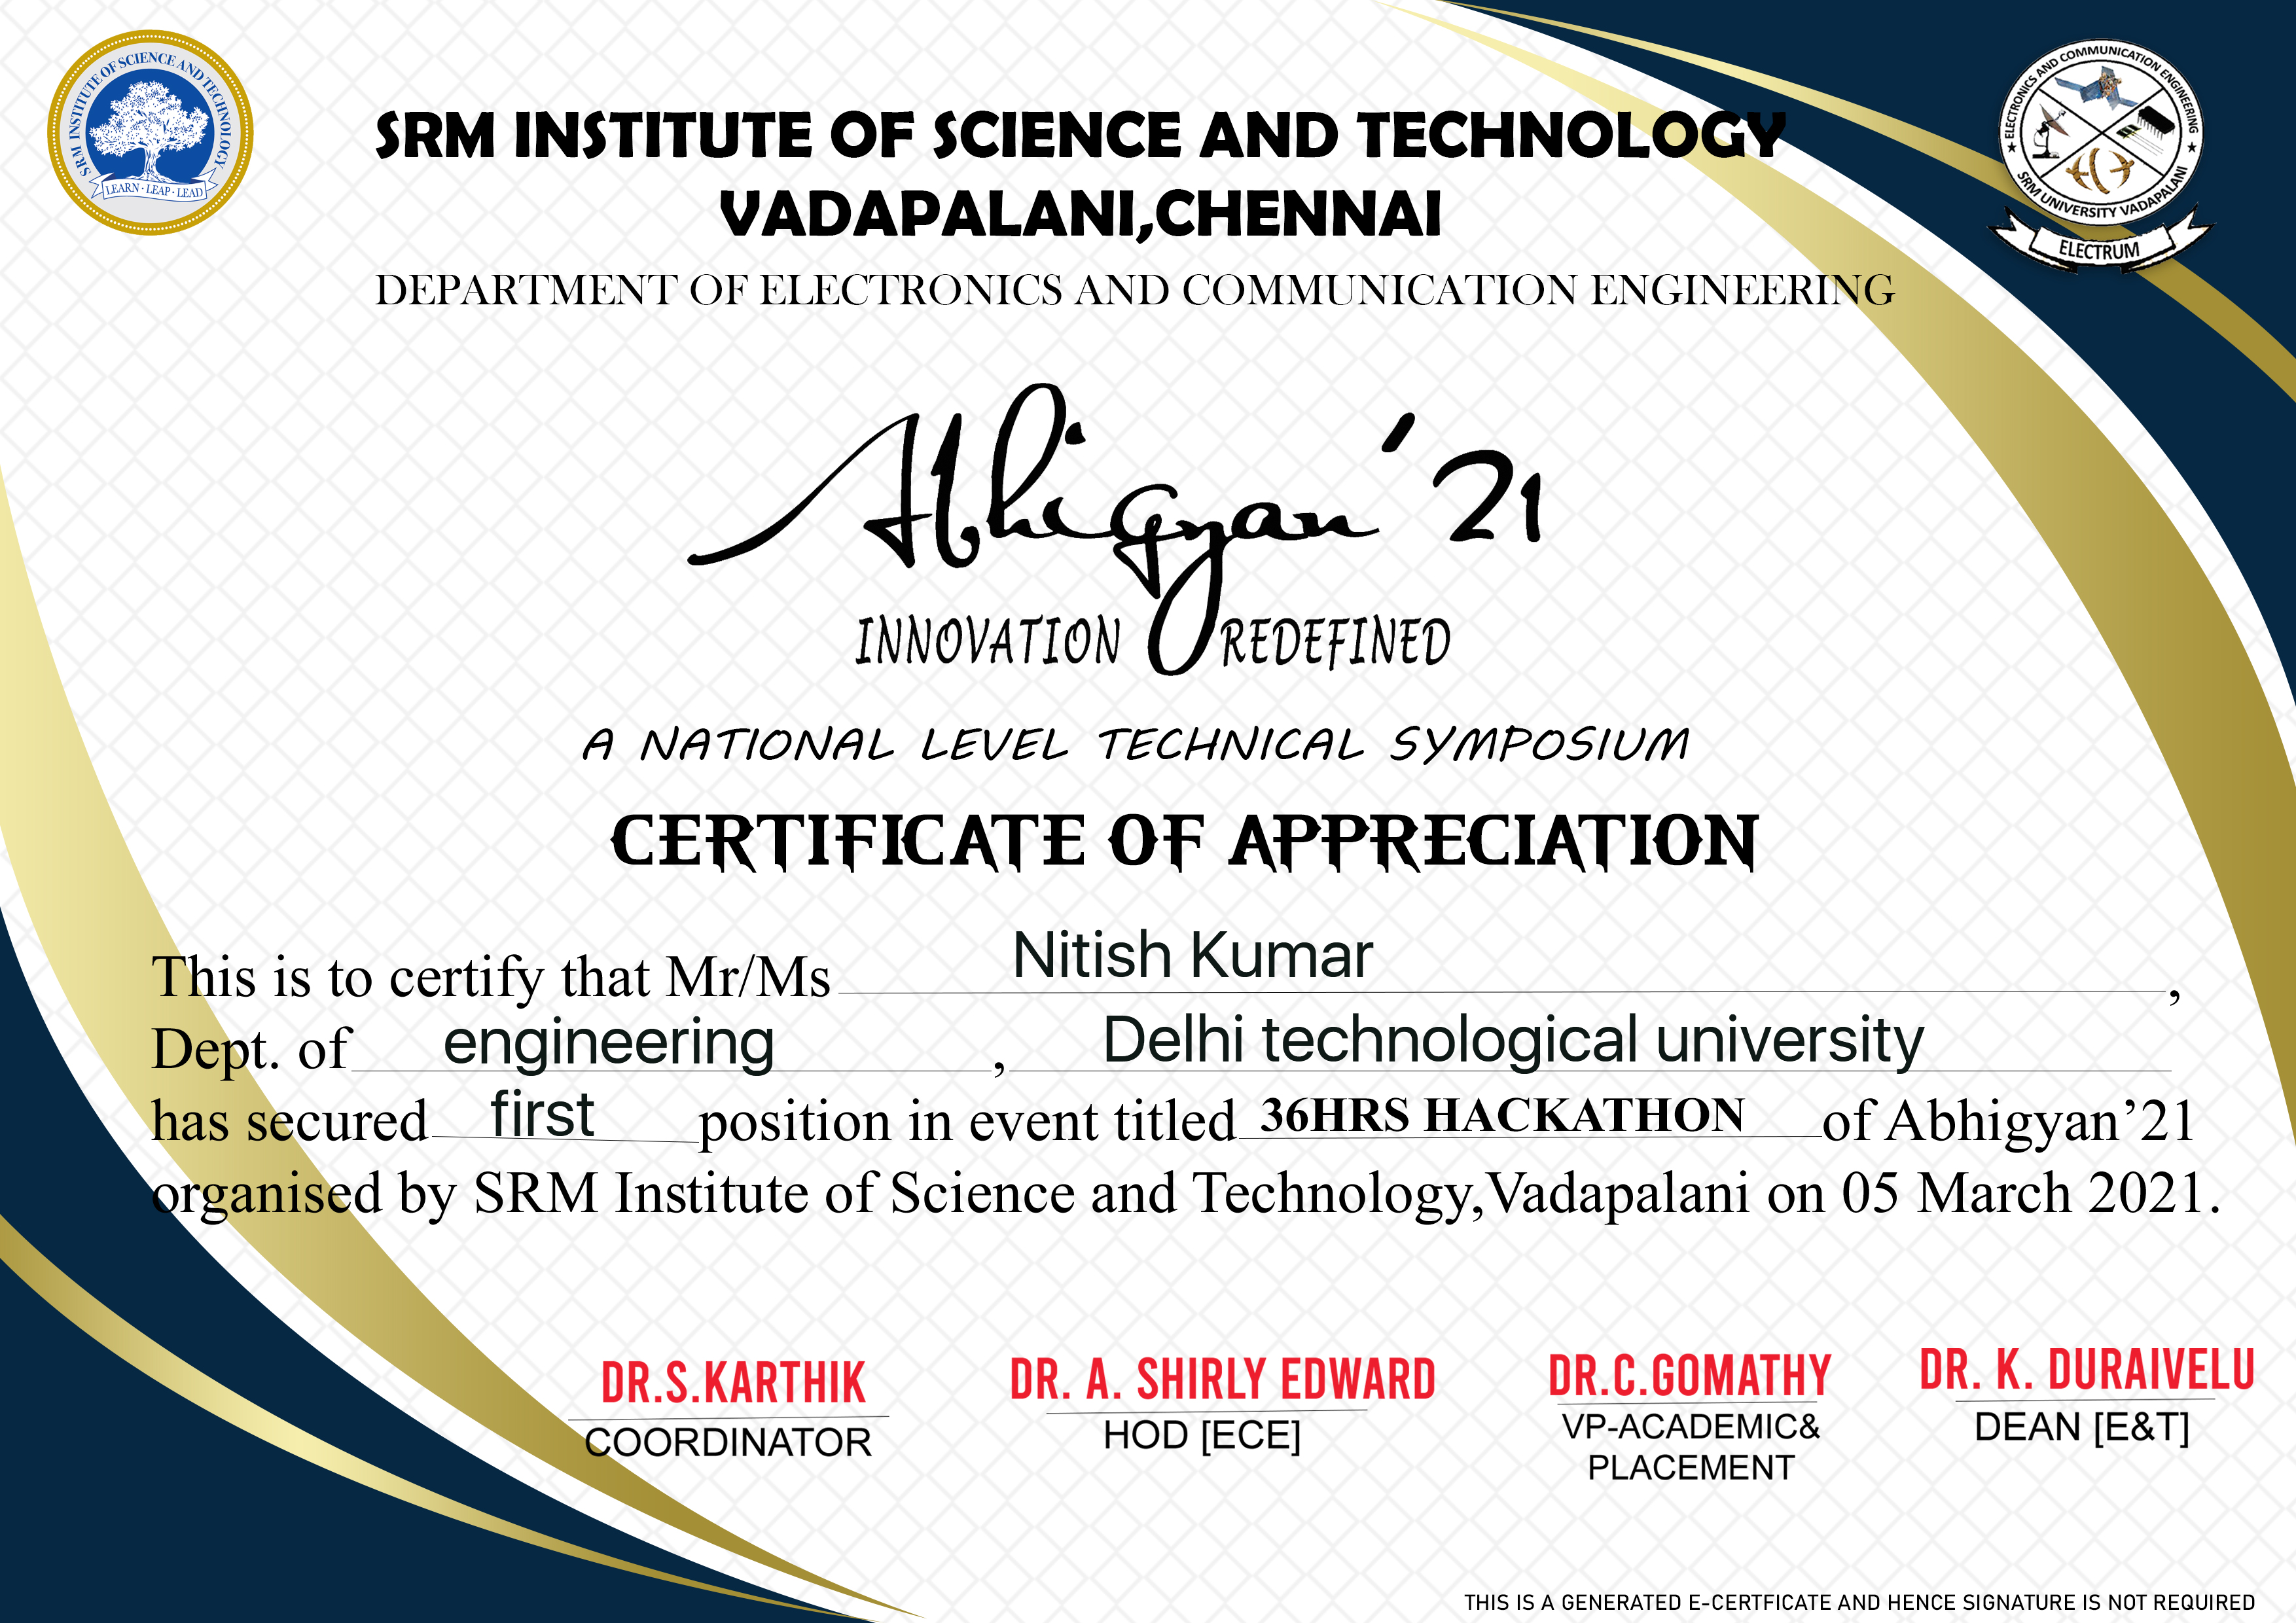 SRM INSTITUTE OF SCIENCE AND TECHNOLOGY
LEARN · LEAP · LEAD
ELECTRONICS AND COMMUNICATION ENGINEERING
SRM UNIVERSITY VADAPALANI
ELECTRUM
SRM INSTITUTE OF SCIENCE AND TECHNOLOGY
VADAPALANI,CHENNAI
DEPARTMENT OF ELECTRONICS AND COMMUNICATION ENGINEERING
Abhigyan '21
INNOVATION REDEFINED
A NATIONAL LEVEL TECHNICAL SYMPOSIUM
CERTIFICATE OF APPRECIATION
This is to certify that Mr/Ms Nitish Kumar,
Dept. of engineering, Delhi technological university
has secured first position in event titled 36HRS HACKATHON of Abhigyan’21
organised by SRM Institute of Science and Technology,Vadapalani on 05 March 2021.
DR.S.KARTHIK
COORDINATOR
DR. A. SHIRLY EDWARD
HOD [ECE]
DR.C.GOMATHY
VP-ACADEMIC&
PLACEMENT
DR. K. DURAIVELU
DEAN [E&T]
THIS IS A GENERATED E-CERTFICATE AND HENCE SIGNATURE IS NOT REQUIRED